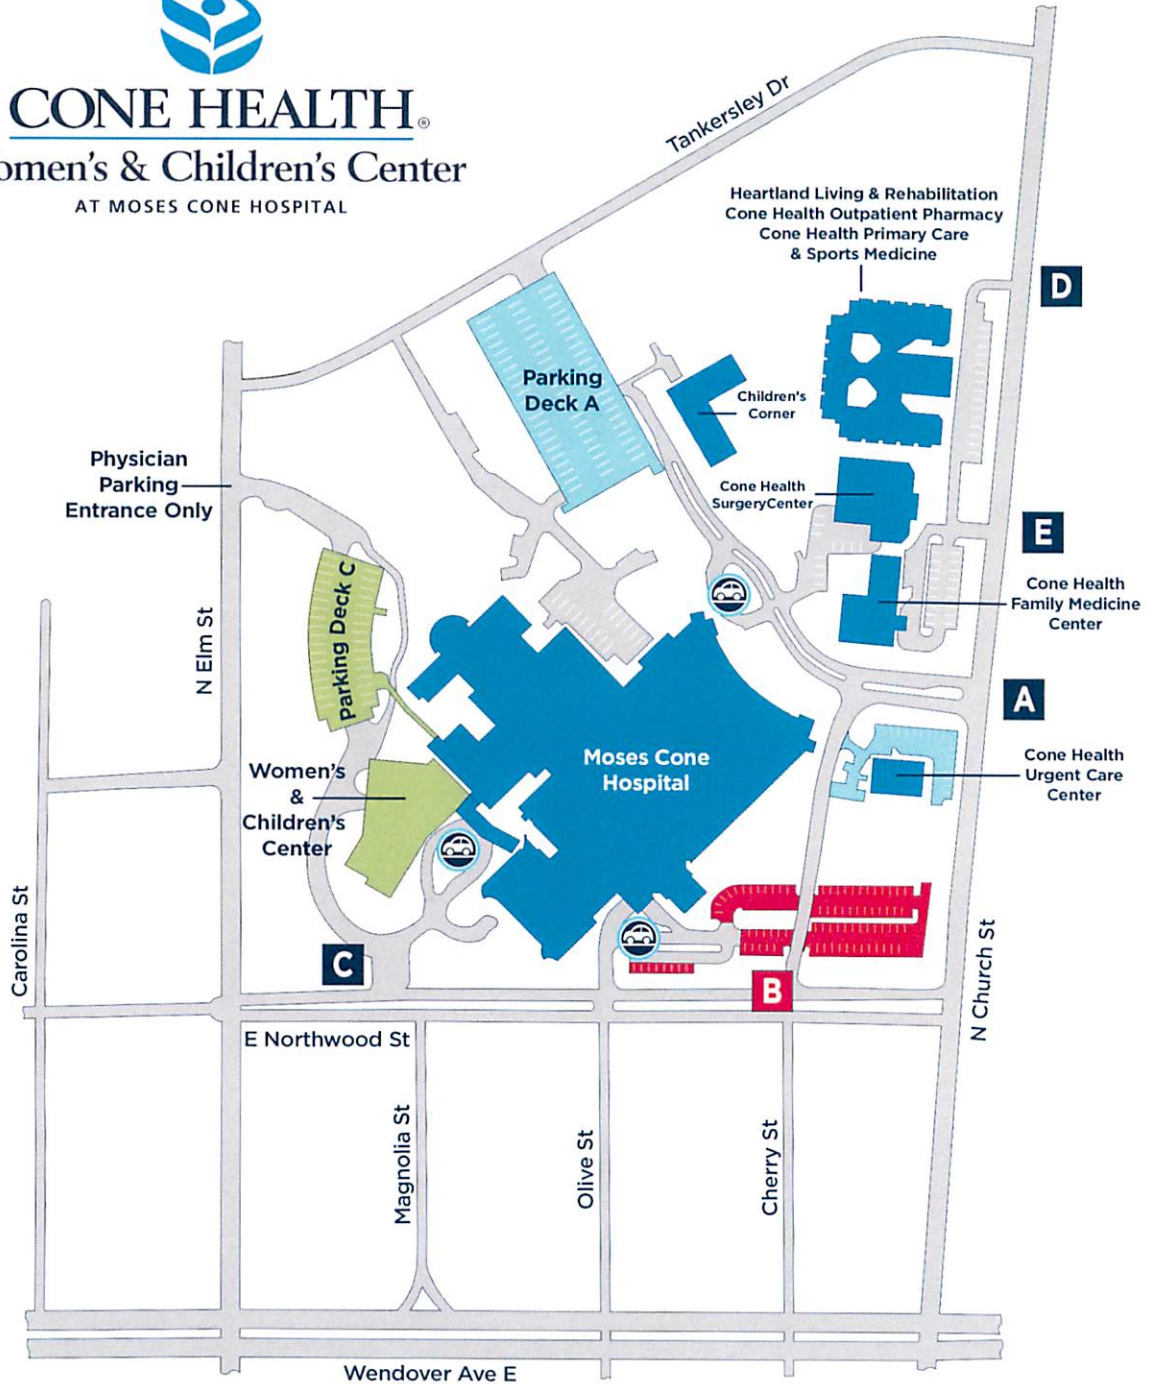 CONE HEALTH®
omen's & Children's Center
AT MOSES CONE HOSPITAL
Tankersley Dr
Heartland Living & Rehabilitation
Cone Health Outpatient Pharmacy
Cone Health Primary Care
& Sports Medicine
D
Parking
Deck A
Children's
Corner
Physician
Parking
Entrance Only
Cone Health
SurgeryCenter
E
Cone Health
Family Medicine
Center
Parking Deck C
N Elm St
A
Moses Cone
Hospital
Cone Health
Urgent Care
Center
Women's
&
Children's
Center
Carolina St
C
B
N Church St
E Northwood St
Magnolia St
Olive St
Cherry St
Wendover Ave E